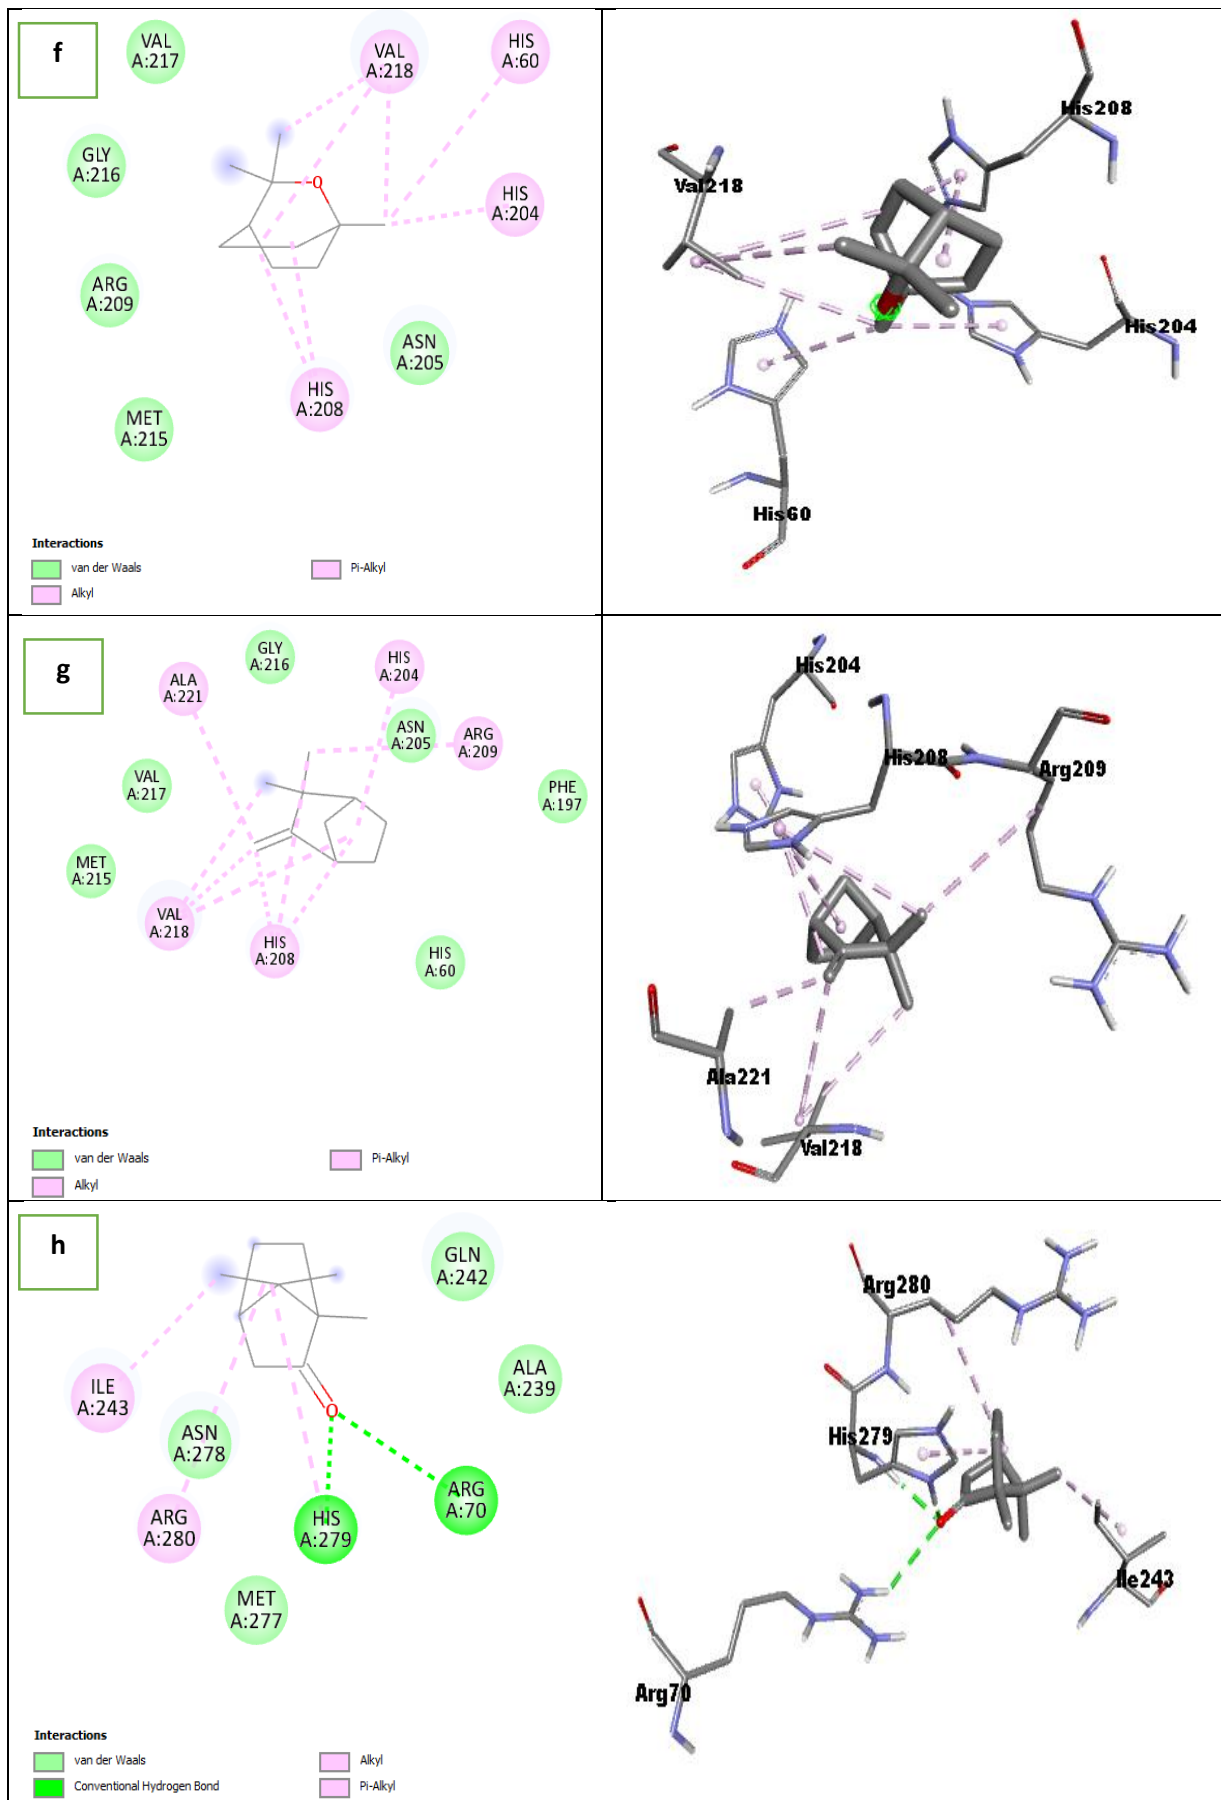 f
VAL
A:217
VAL
A:218
HIS
A:60
GLY
A:216
O
HIS
A:204
ARG
A:209
ASN
A:205
HIS
A:208
MET
A:215
Interactions
van der Waals
Alkyl
Pi-Alkyl
His208
Val218
His204
His60
g
GLY
A:216
HIS
A:204
ALA
A:221
ASN
A:205
ARG
A:209
VAL
A:217
PHE
A:197
MET
A:215
VAL
A:218
HIS
A:208
HIS
A:60
Interactions
van der Waals
Alkyl
Pi-Alkyl
His204
His208
Arg209
Ala221
Val218
h
GLN
A:242
ILE
A:243
ALA
A:239
O
ASN
A:278
ARG
A:70
ARG
A:280
HIS
A:279
MET
A:277
Interactions
van der Waals
Conventional Hydrogen Bond
Alkyl
Pi-Alkyl
Arg280
His279
Ile243
Arg70